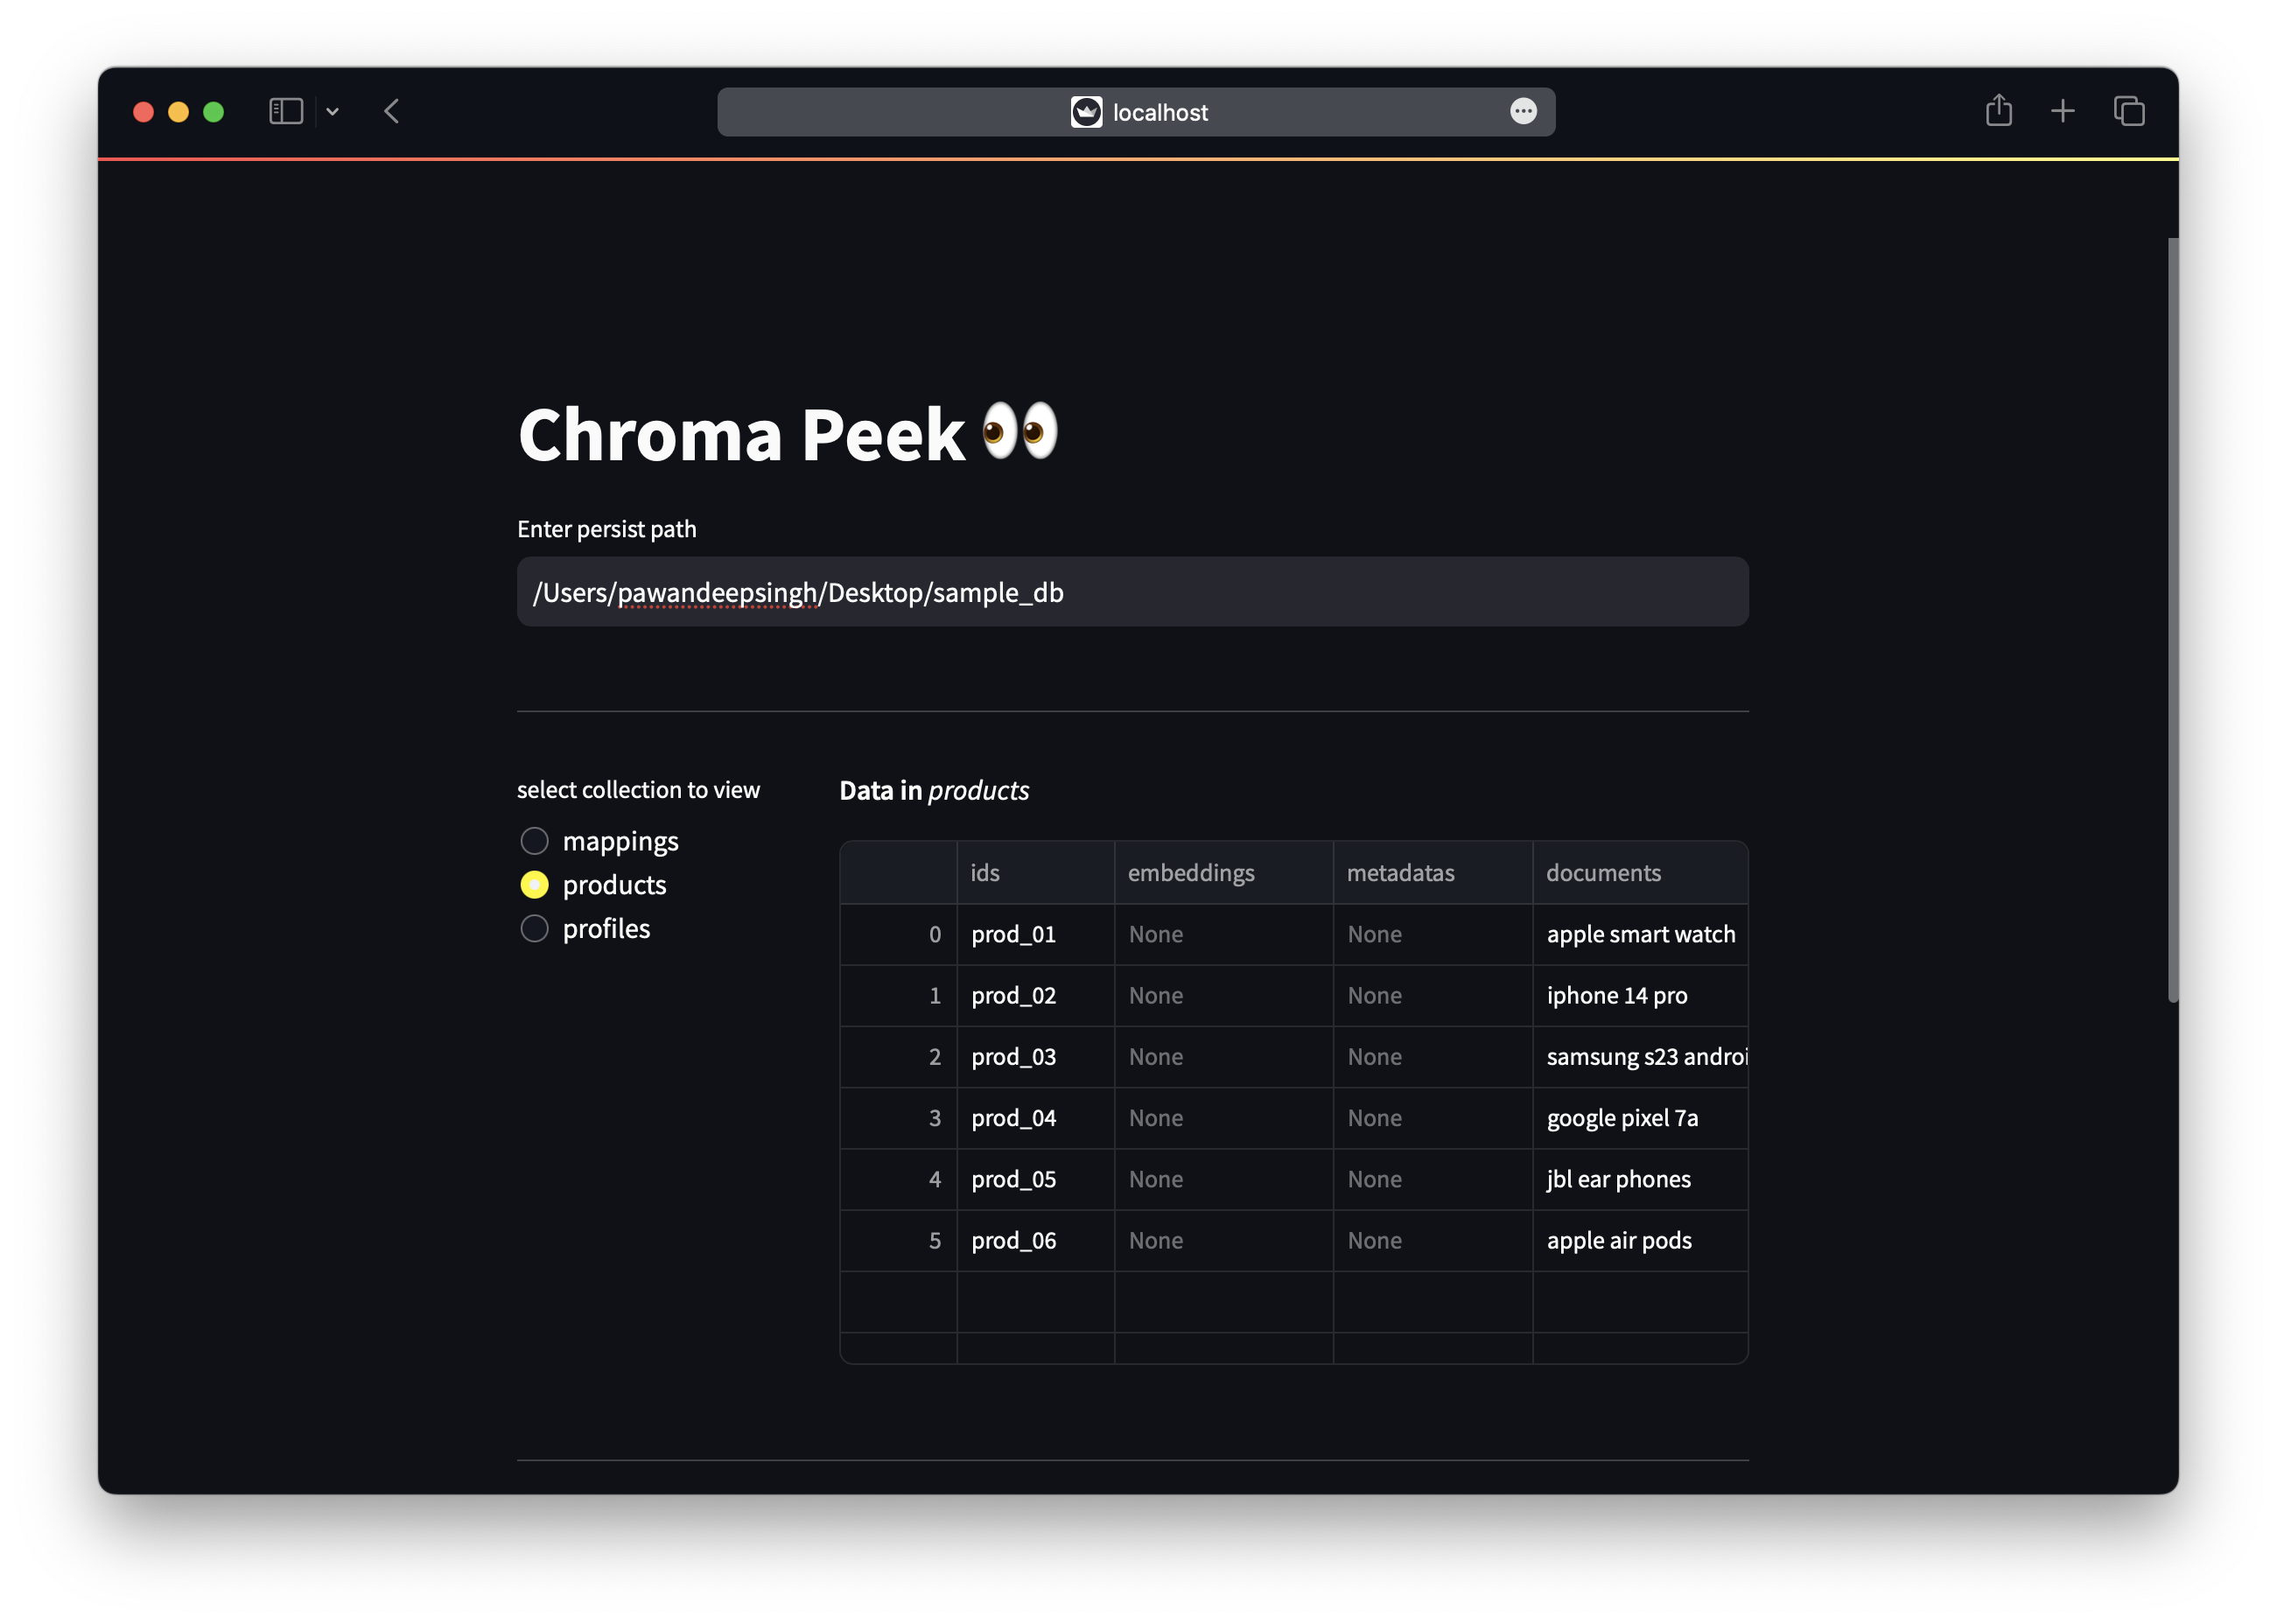 localhost
Chroma Peek 👀
Enter persist path
/Users/pawandeepsingh/Desktop/sample_db
select collection to view
mappings
products
profiles
Data in products
ids embeddings metadatas documents
0 prod_01 None None apple smart watch
1 prod_02 None None iphone 14 pro
2 prod_03 None None samsung s23 androi
3 prod_04 None None google pixel 7a
4 prod_05 None None jbl ear phones
5 prod_06 None None apple air pods